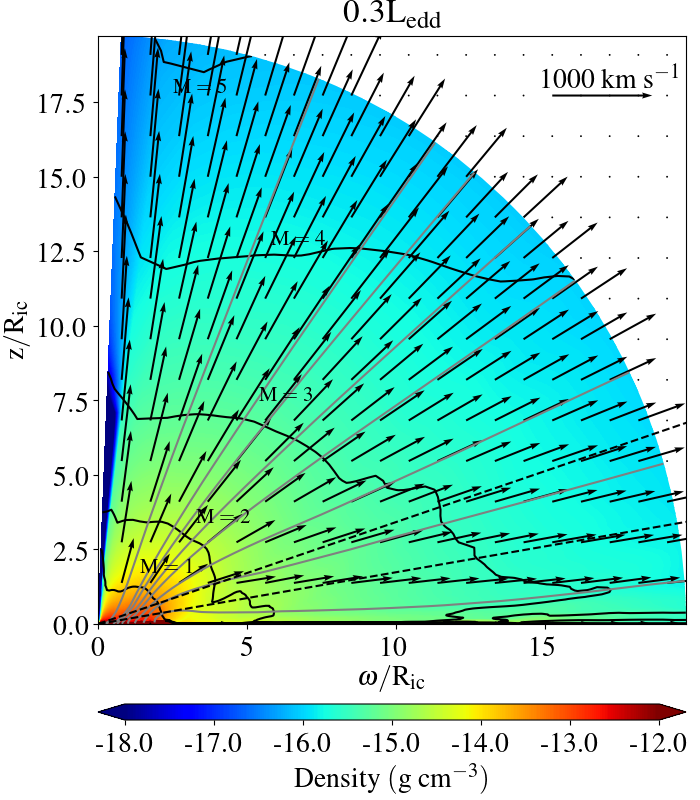 0.3L_edd
1000 km s⁻¹
M = 5
M = 4
M = 3
M = 2
M = 1
17.5
15.0
12.5
10.0
7.5
5.0
2.5
0.0
z/R_ic
0 5 10 15
ω/R_ic
-18.0 -17.0 -16.0 -15.0 -14.0 -13.0 -12.0
Density (g cm⁻³)